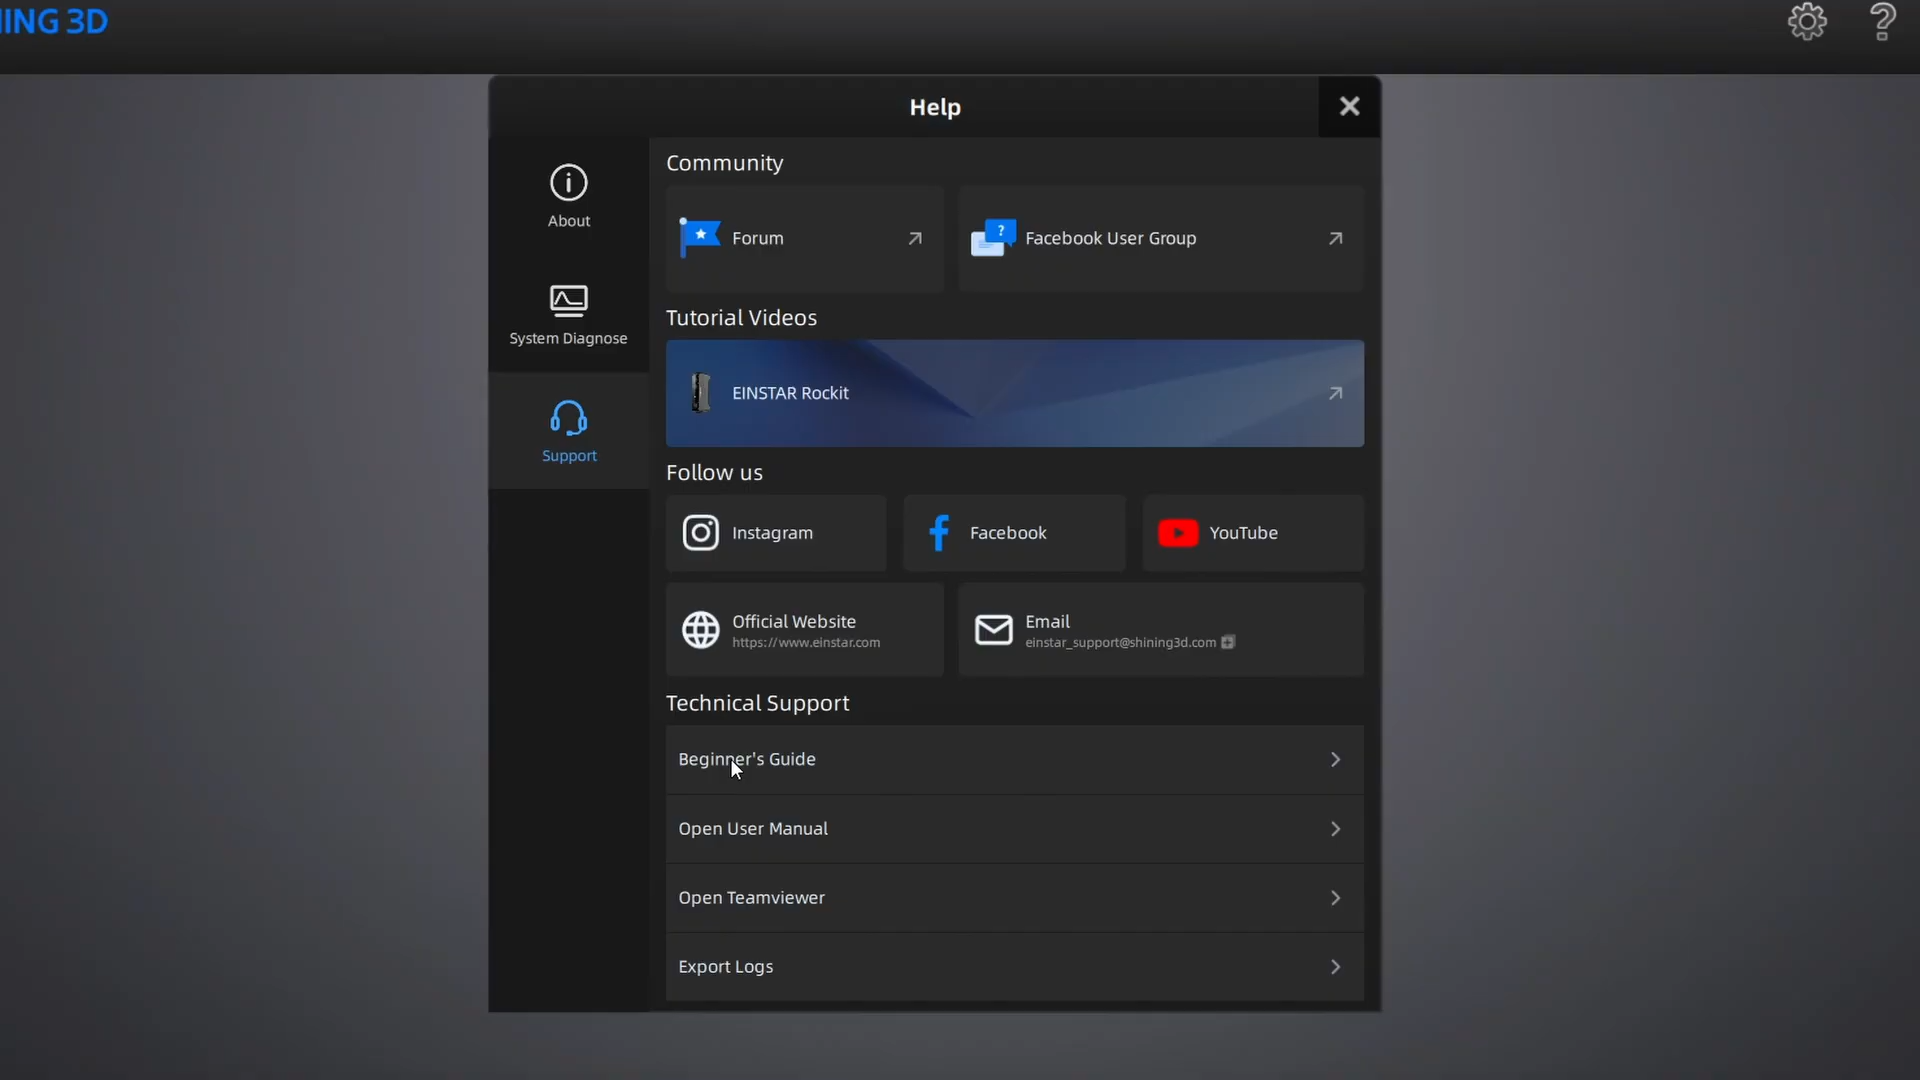 ING 3D
Help
About
System Diagnose
Support
Community
Forum
Facebook User Group
Tutorial Videos
EINSTAR Rockit
Follow us
Instagram
Facebook
YouTube
Official Website
https://www.einstar.com
Email
einstar_support@shining3d.com
Technical Support
Beginner's Guide
Open User Manual
Open Teamviewer
Export Logs